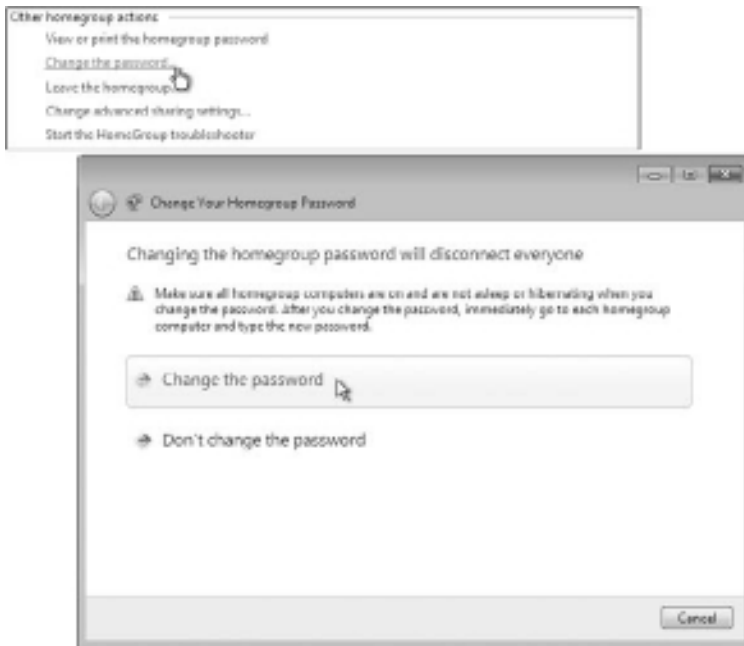 Other homegroup actions
View or print the homegroup password
Change the password...
Leave the homegroup...
Change advanced sharing settings...
Start the HomeGroup troubleshooter
Change Your Homegroup Password
Changing the homegroup password will disconnect everyone
Make sure all homegroup computers are on and are not asleep or hibernating when you
change the password. After you change the password, immediately go to each homegroup
computer and type the new password.
Change the password
Don't change the password
Cancel